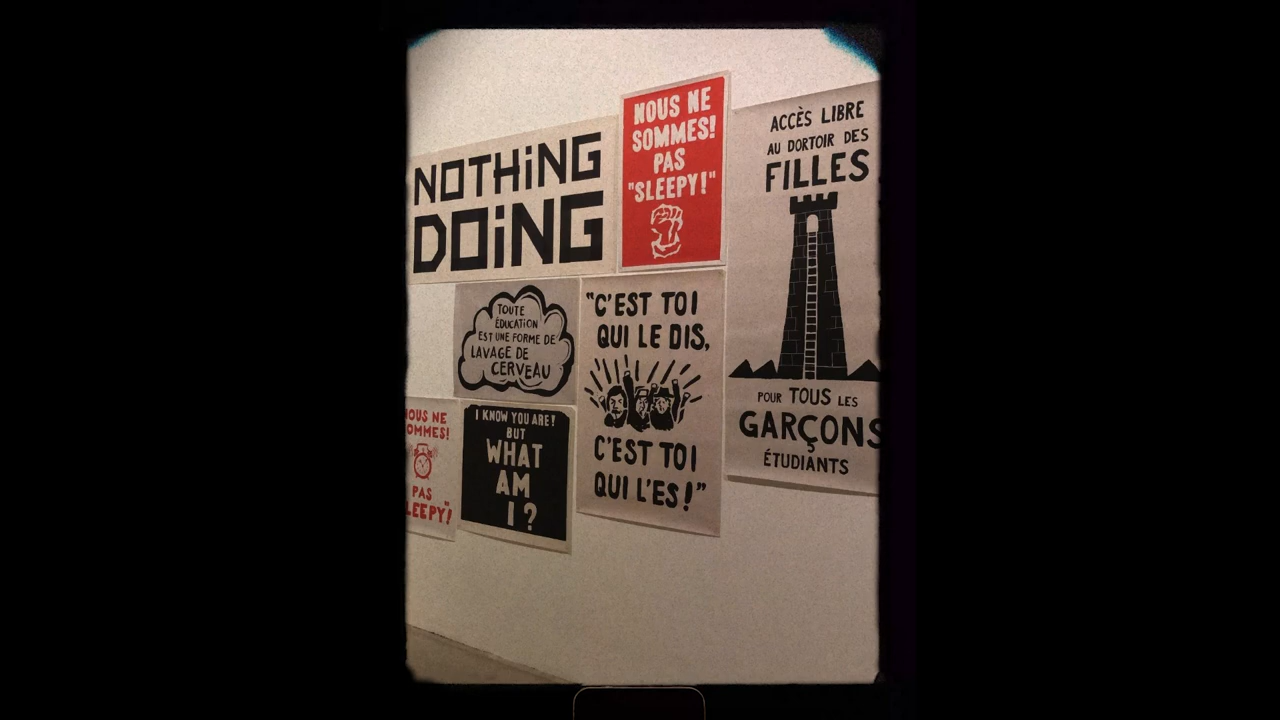 NOTHiNG
DOiNG
NOUS NE
SOMMES!
PAS
"SLEEPY!"
ACCÈS LIBRE
AU DORTOIR DES
FILLES
POUR TOUS LES
GARÇONS
ÉTUDIANTS
TOUTE
ÉDUCATiON
EST UNE FORME DE
LAVAGE DE
CERVEAU
"C'EST TOI
QUI LE DIS,
C'EST TOI
QUI L'ES!"
NOUS NE
OMMES!
PAS
LEEPY!
I KNOW YOU ARE!
BUT
WHAT
AM
I?